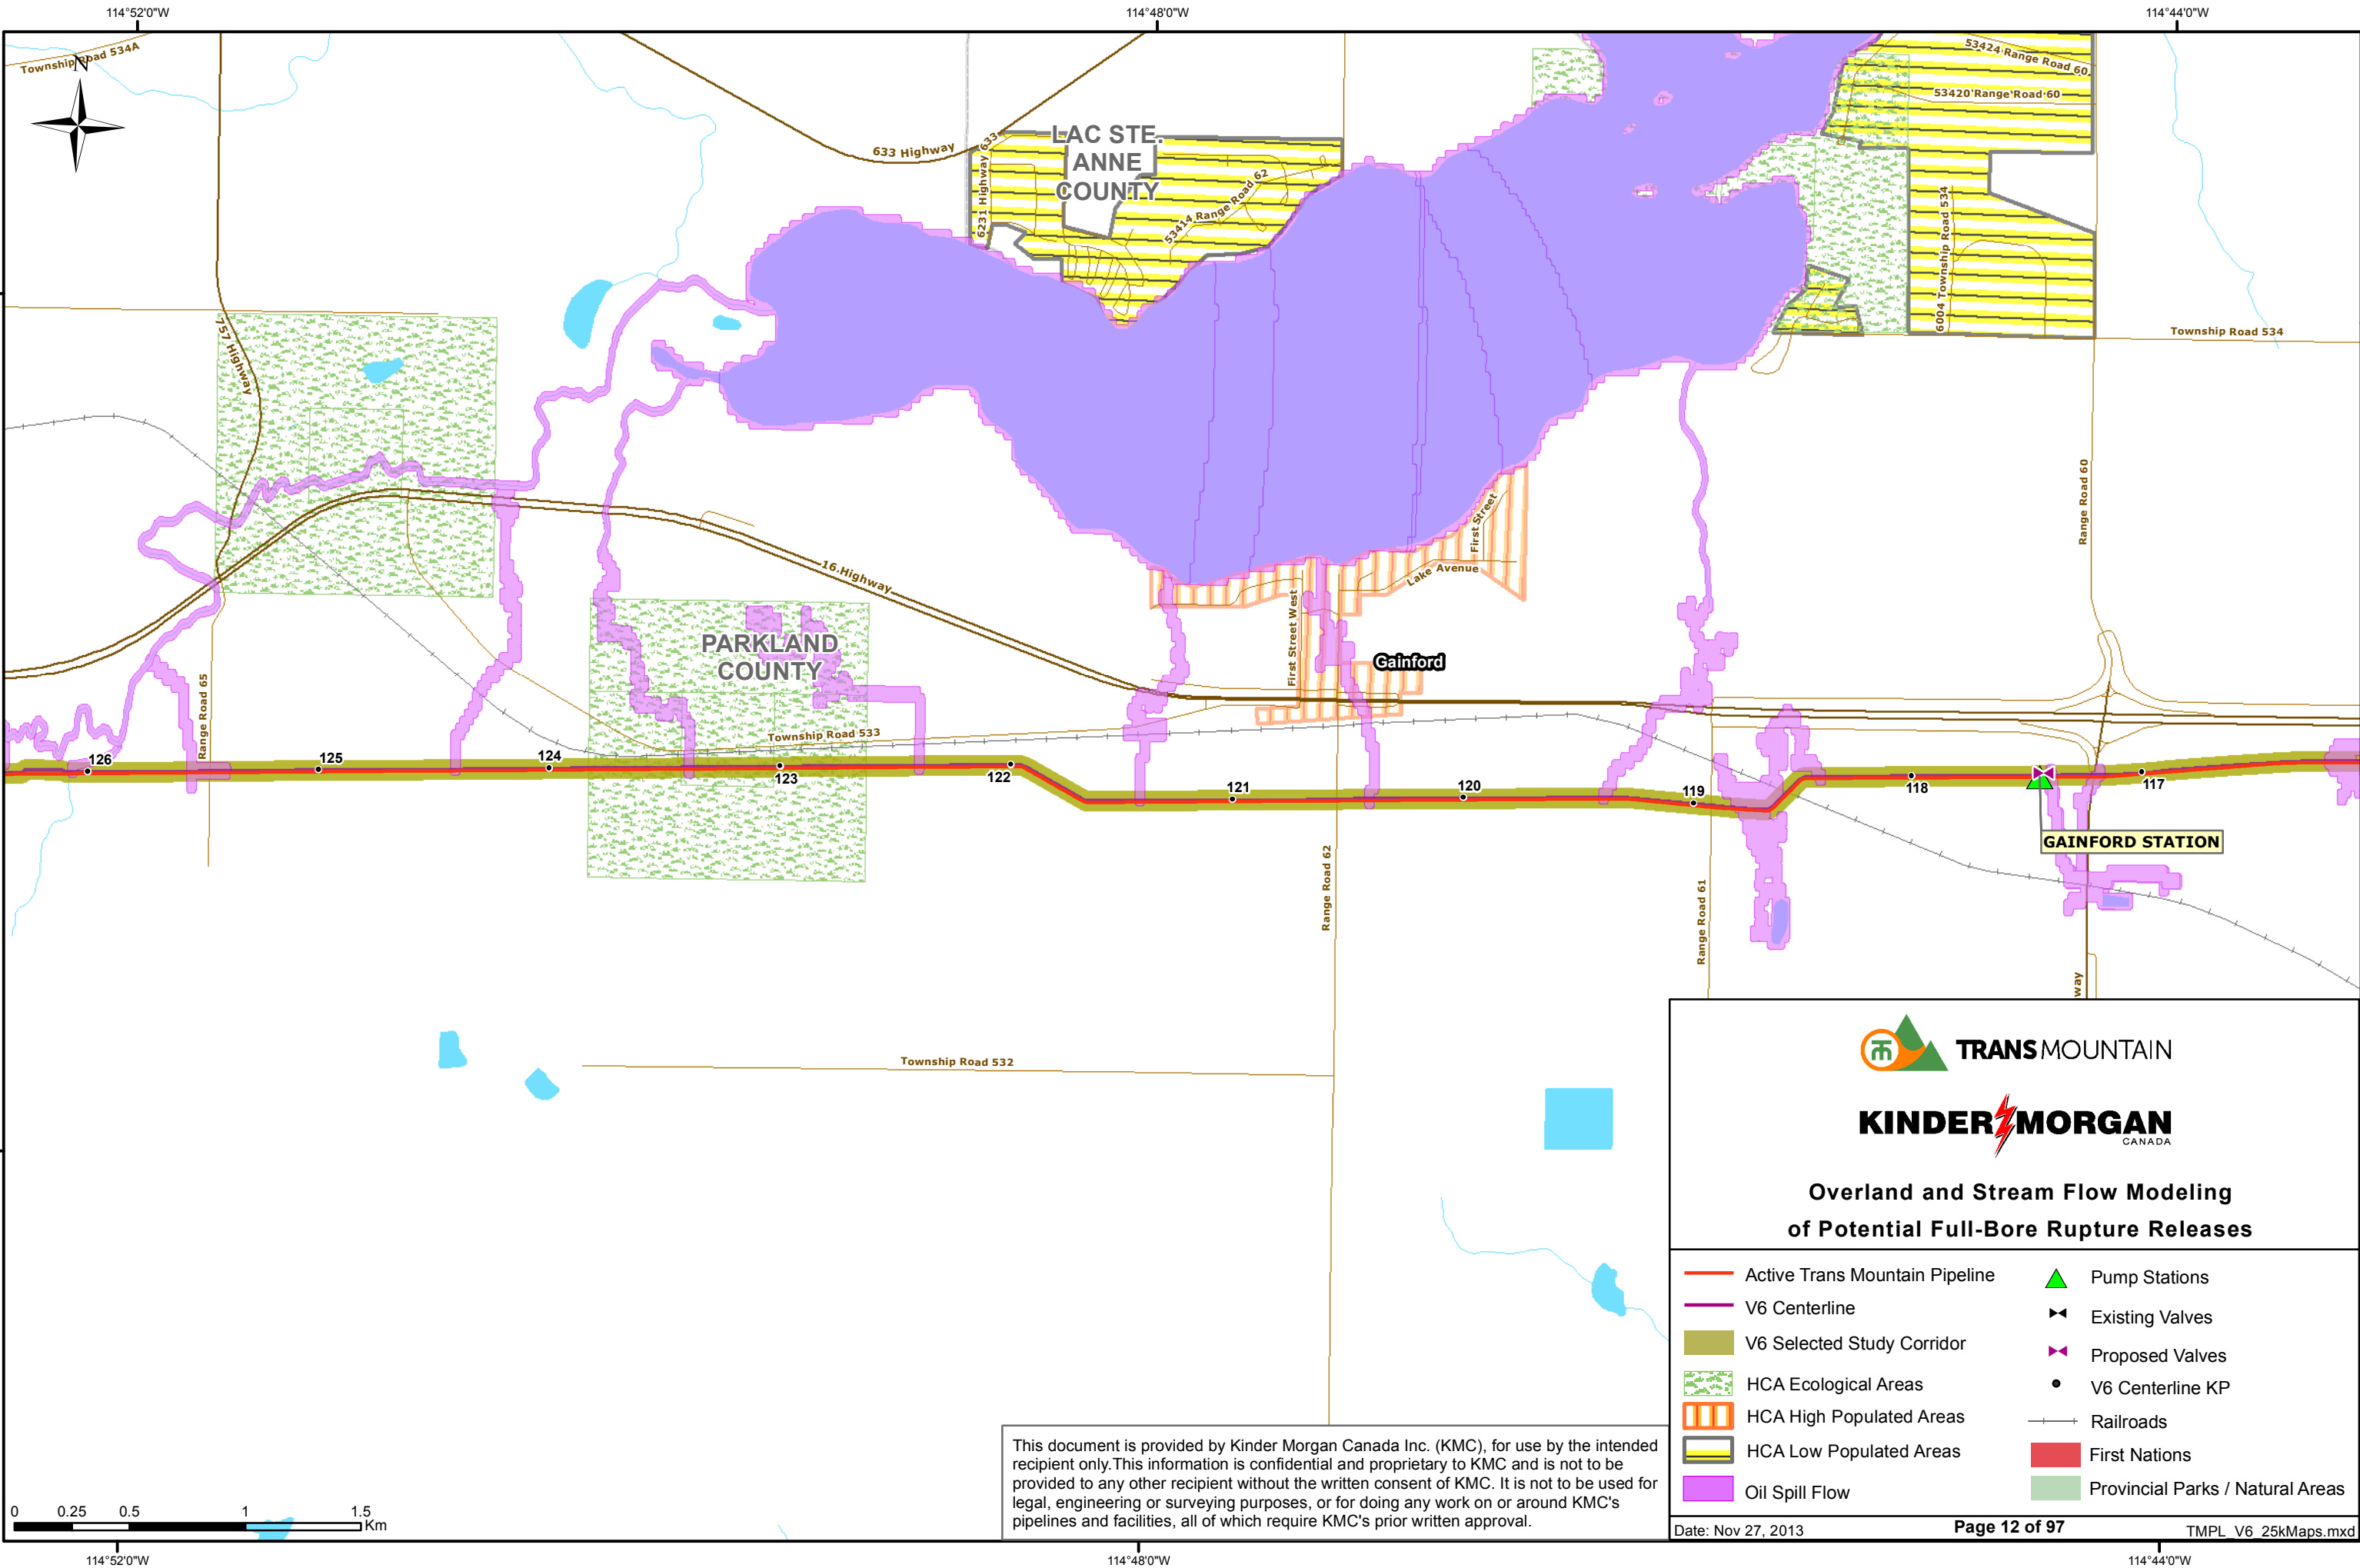 114°52'0"W
114°48'0"W
114°44'0"W
Township Road 534A
N
53424 Range Road 60
53420 Range Road 60
633 Highway
633
6231 Highway
LAC STE.
ANNE
COUNTY
53414 Range Road 62
6004 Township Road 534
Township Road 534
757 Highway
Range Road 60
First Street
Lake Avenue
16 Highway
First Street West
PARKLAND
COUNTY
Gainford
Range Road 65
Township Road 533
126
125
124
123
122
121
120
119
118
117
GAINFORD STATION
Range Road 62
Range Road 61
way
Township Road 532
TRANSMOUNTAIN
KINDER MORGAN
CANADA
Overland and Stream Flow Modeling
of Potential Full-Bore Rupture Releases
Active Trans Mountain Pipeline
V6 Centerline
V6 Selected Study Corridor
HCA Ecological Areas
HCA High Populated Areas
HCA Low Populated Areas
Oil Spill Flow
Pump Stations
Existing Valves
Proposed Valves
V6 Centerline KP
Railroads
First Nations
Provincial Parks / Natural Areas
This document is provided by Kinder Morgan Canada Inc. (KMC), for use by the intended
recipient only.This information is confidential and proprietary to KMC and is not to be
provided to any other recipient without the written consent of KMC. It is not to be used for
legal, engineering or surveying purposes, or for doing any work on or around KMC's
pipelines and facilities, all of which require KMC's prior written approval.
Date: Nov 27, 2013
Page 12 of 97
TMPL_V6_25kMaps.mxd
0 0.25 0.5 1 1.5
Km
114°52'0"W
114°48'0"W
114°44'0"W